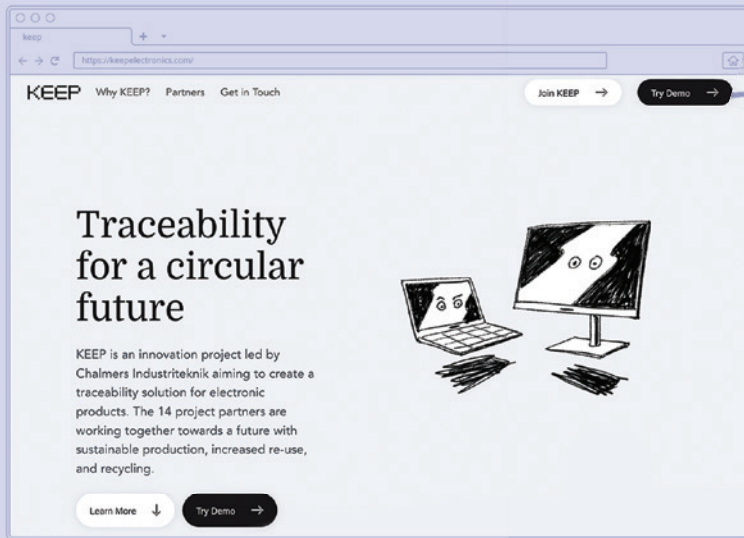 keep
https://keepelectronics.com/
KEEP Why KEEP? Partners Get in Touch Join KEEP Try Demo
Traceability
for a circular
future
KEEP is an innovation project led by
Chalmers Industriteknik aiming to create a
traceability solution for electronic
products. The 14 project partners are
working together towards a future with
sustainable production, increased re-use,
and recycling.
Learn More Try Demo